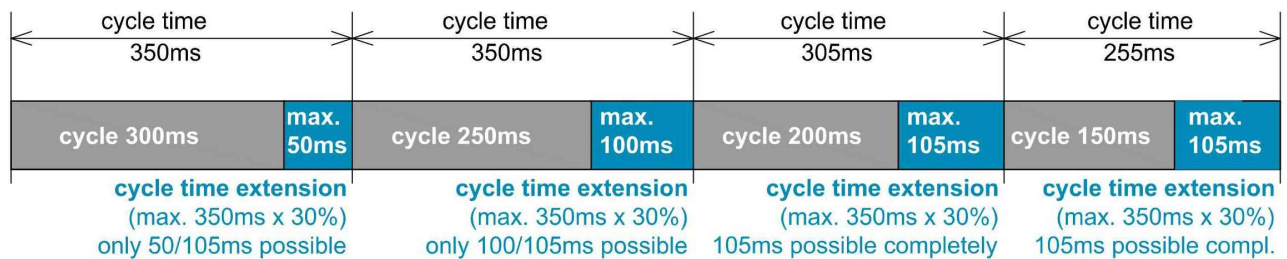 cycle time
350ms
cycle time
350ms
cycle time
305ms
cycle time
255ms
cycle 300ms
max.
50ms
cycle 250ms
max.
100ms
cycle 200ms
max.
105ms
cycle 150ms
max.
105ms
cycle time extension
(max. 350ms x 30%)
only 50/105ms possible
cycle time extension
(max. 350ms x 30%)
only 100/105ms possible
cycle time extension
(max. 350ms x 30%)
105ms possible completely
cycle time extension
(max. 350ms x 30%)
105ms possible compl.